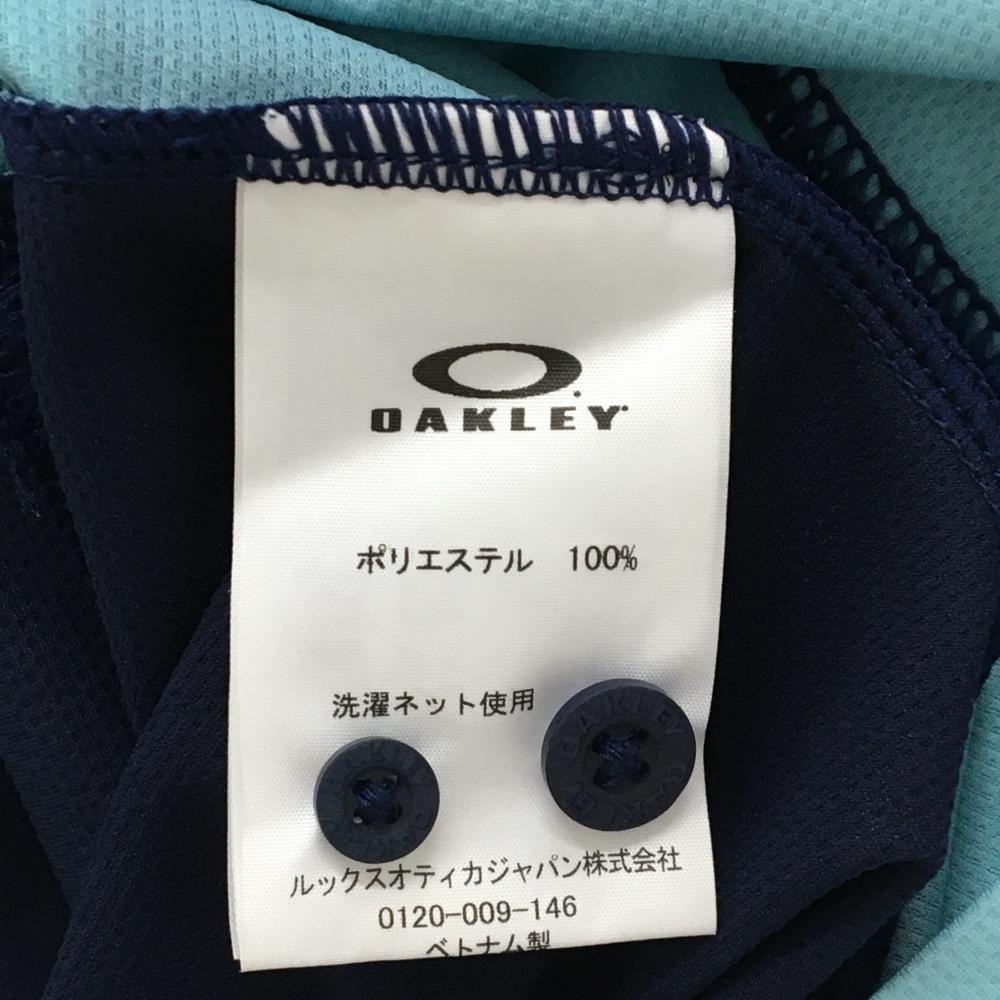 OAKLEY
ポリエステル 100%
洗濯ネット使用
OAKLEY
ルックスオティカジャパン株式会社
0120-009-146
ベトナム製